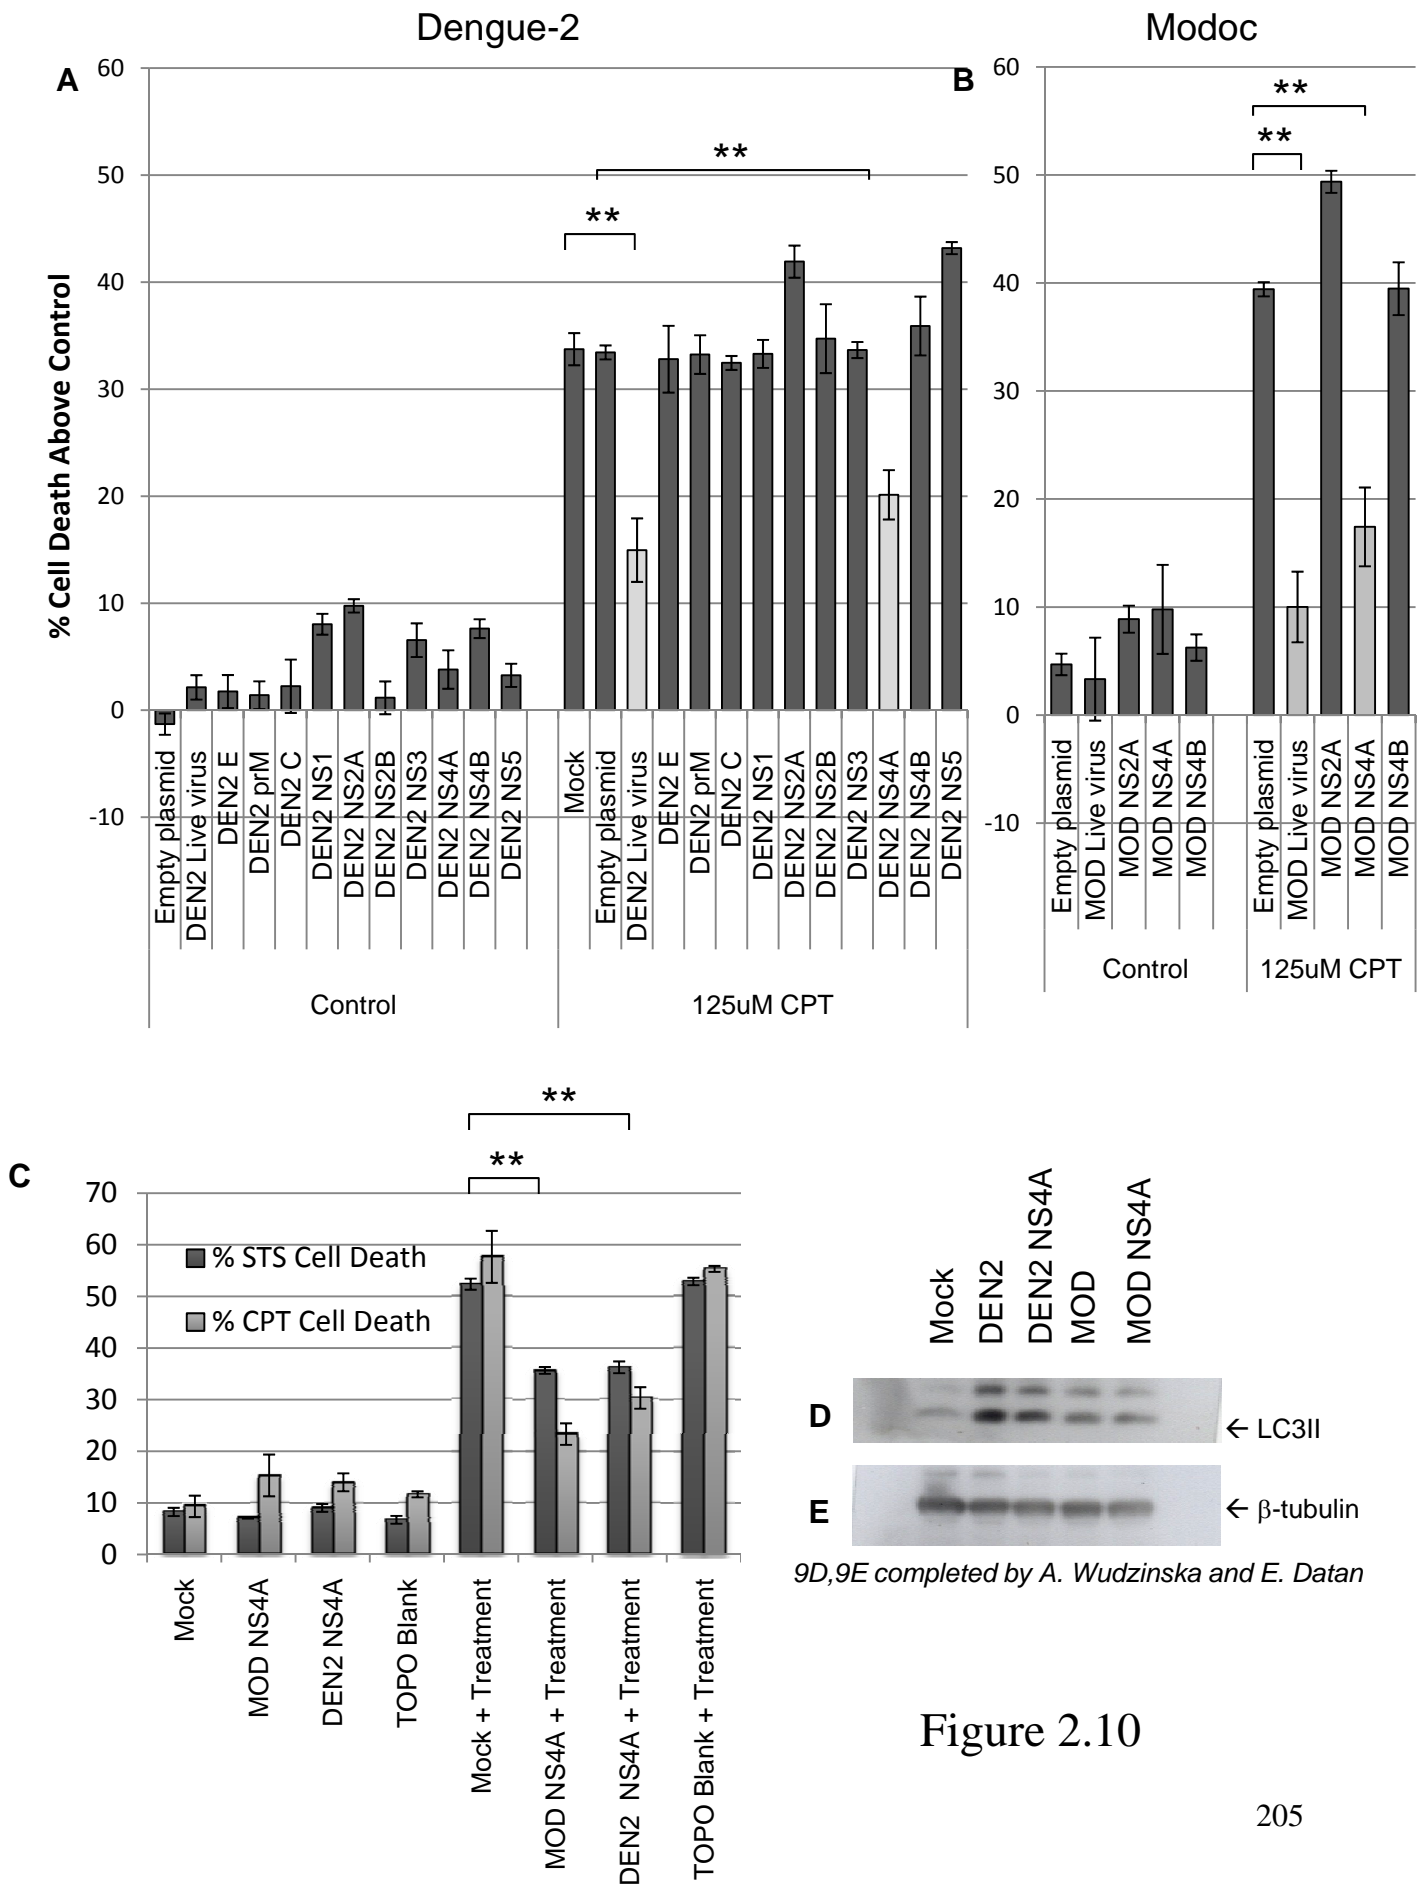 Dengue-2
Modoc
A
% Cell Death Above Control
60
50
40
30
20
10
0
-10
**
**
Empty plasmid
DEN2 Live virus
DEN2 E
DEN2 prM
DEN2 C
DEN2 NS1
DEN2 NS2A
DEN2 NS2B
DEN2 NS3
DEN2 NS4A
DEN2 NS4B
DEN2 NS5
Mock
Empty plasmid
DEN2 Live virus
DEN2 E
DEN2 prM
DEN2 C
DEN2 NS1
DEN2 NS2A
DEN2 NS2B
DEN2 NS3
DEN2 NS4A
DEN2 NS4B
DEN2 NS5
Control
125uM CPT
B
60
50
40
30
20
10
0
-10
**
**
Empty plasmid
MOD Live virus
MOD NS2A
MOD NS4A
MOD NS4B
Empty plasmid
MOD Live virus
MOD NS2A
MOD NS4A
MOD NS4B
Control
125uM CPT
C
**
**
70
60
50
40
30
20
10
0
% STS Cell Death
% CPT Cell Death
Mock
MOD NS4A
DEN2 NS4A
TOPO Blank
Mock + Treatment
MOD NS4A + Treatment
DEN2 NS4A + Treatment
TOPO Blank + Treatment
Mock
DEN2
DEN2 NS4A
MOD
MOD NS4A
D
← LC3II
E
← β-tubulin
9D,9E completed by A. Wudzinska and E. Datan
Figure 2.10
205